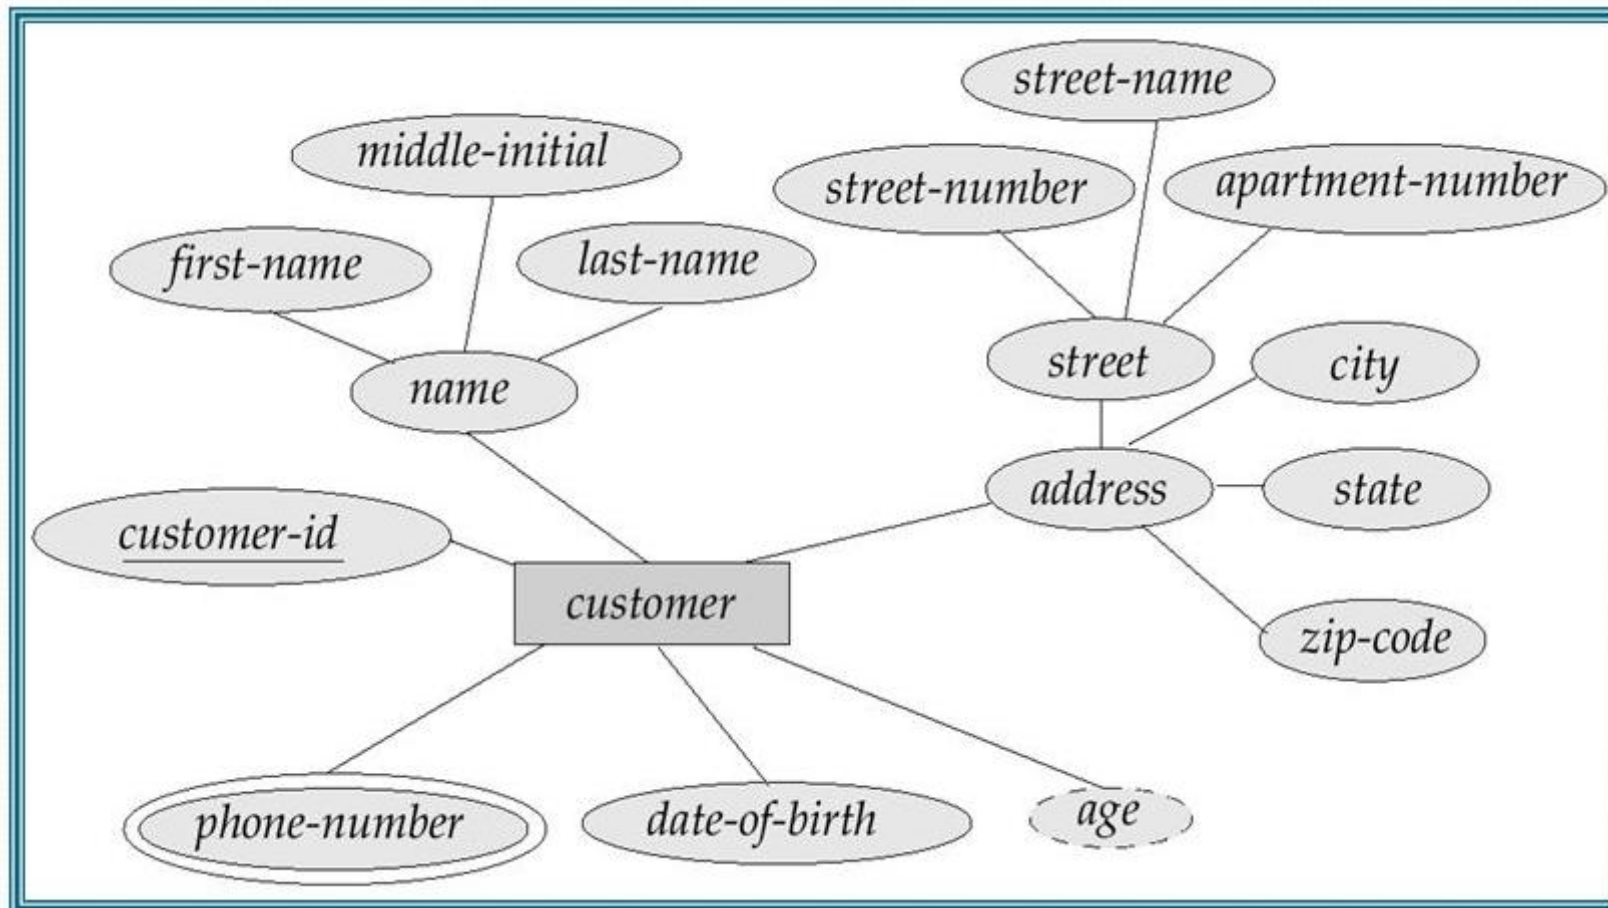 street-name
middle-initial
street-number
apartment-number
first-name
last-name
street
city
name
address
state
customer-id
customer
zip-code
phone-number
date-of-birth
age